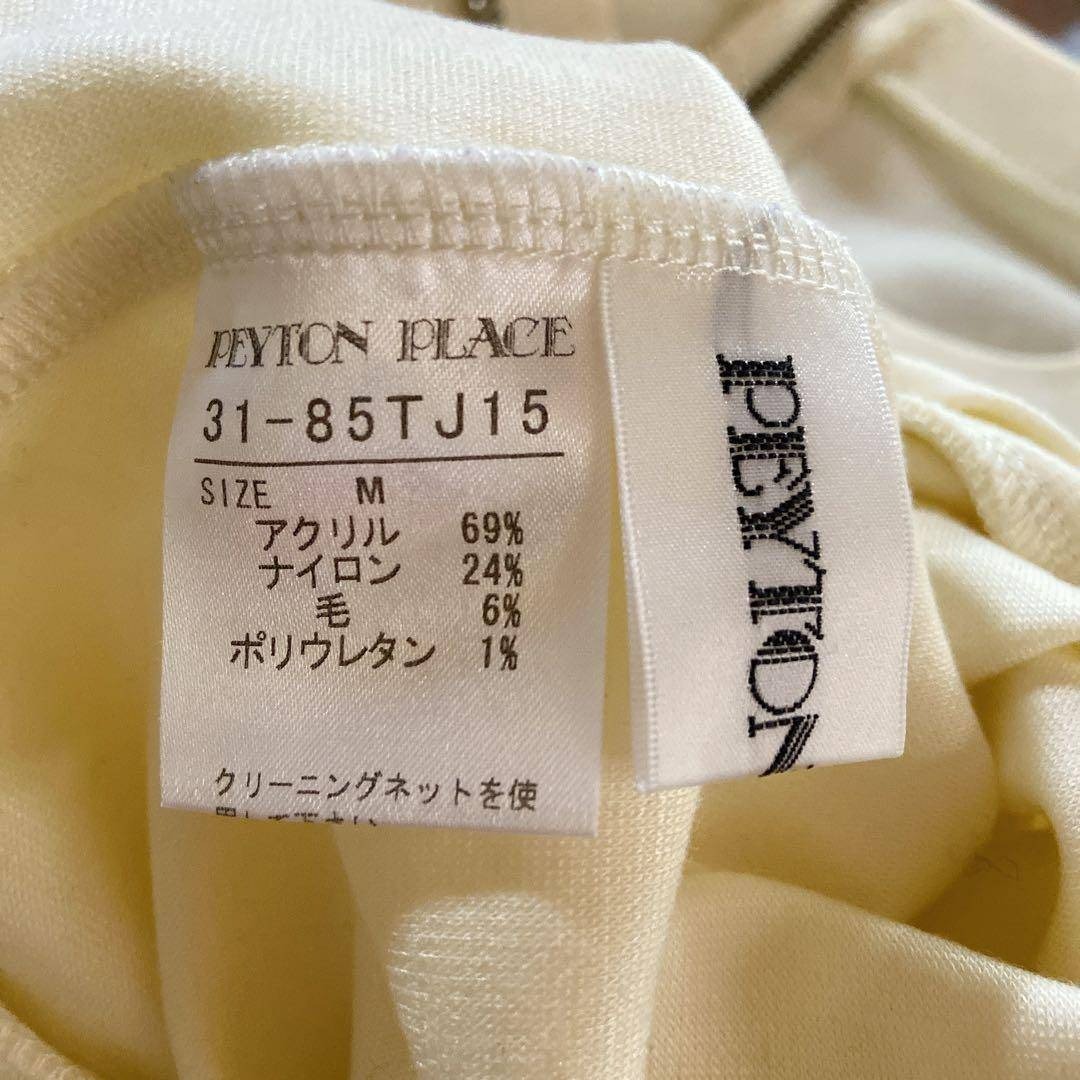 PEYTON PLACE
31-85TJ15
SIZE M
アクリル 69%
ナイロン 24%
毛 6%
ポリウレタン 1%
クリーニングネットを使
PEYTON